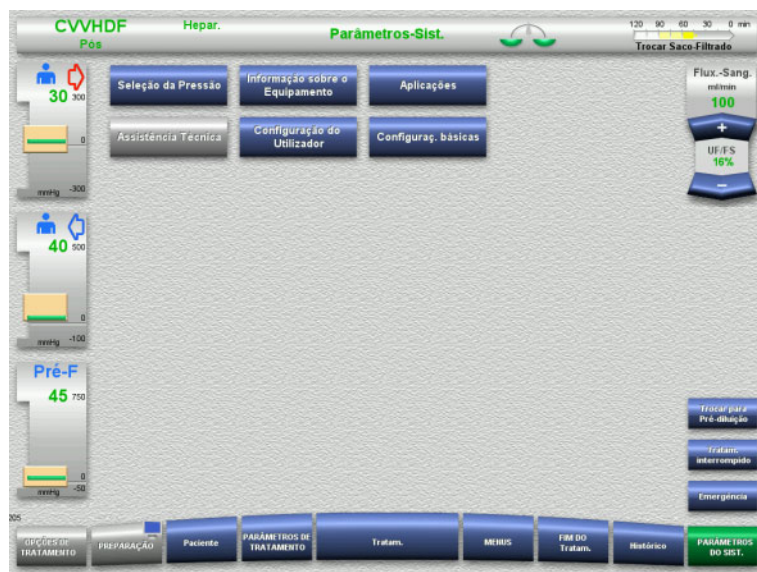 CVVHDF
Hepar.
Pós
Parâmetros-Sist.
120 90 60 30 0 min
Trocar Saco-Filtrado
30
300
0
mmHg -300
40
500
0
mmHg -100
Pré-F
45
750
0
mmHg -50
Seleção da Pressão
Informação sobre o
Equipamento
Aplicações
Assistência Técnica
Configuração do
Utilizador
Configuraç. básicas
Flux.-Sang.
ml/min
100
+
UF/FS
16%
–
Trocar para
Pré-diluição
Tratam.
interrompido
Emergência
OPÇÕES DE
TRATAMENTO
PREPARAÇÃO
Paciente
PARÂMETROS DE
TRATAMENTO
Tratam.
MENUS
FIM DO
Tratam.
Histórico
PARÂMETROS
DO SIST.